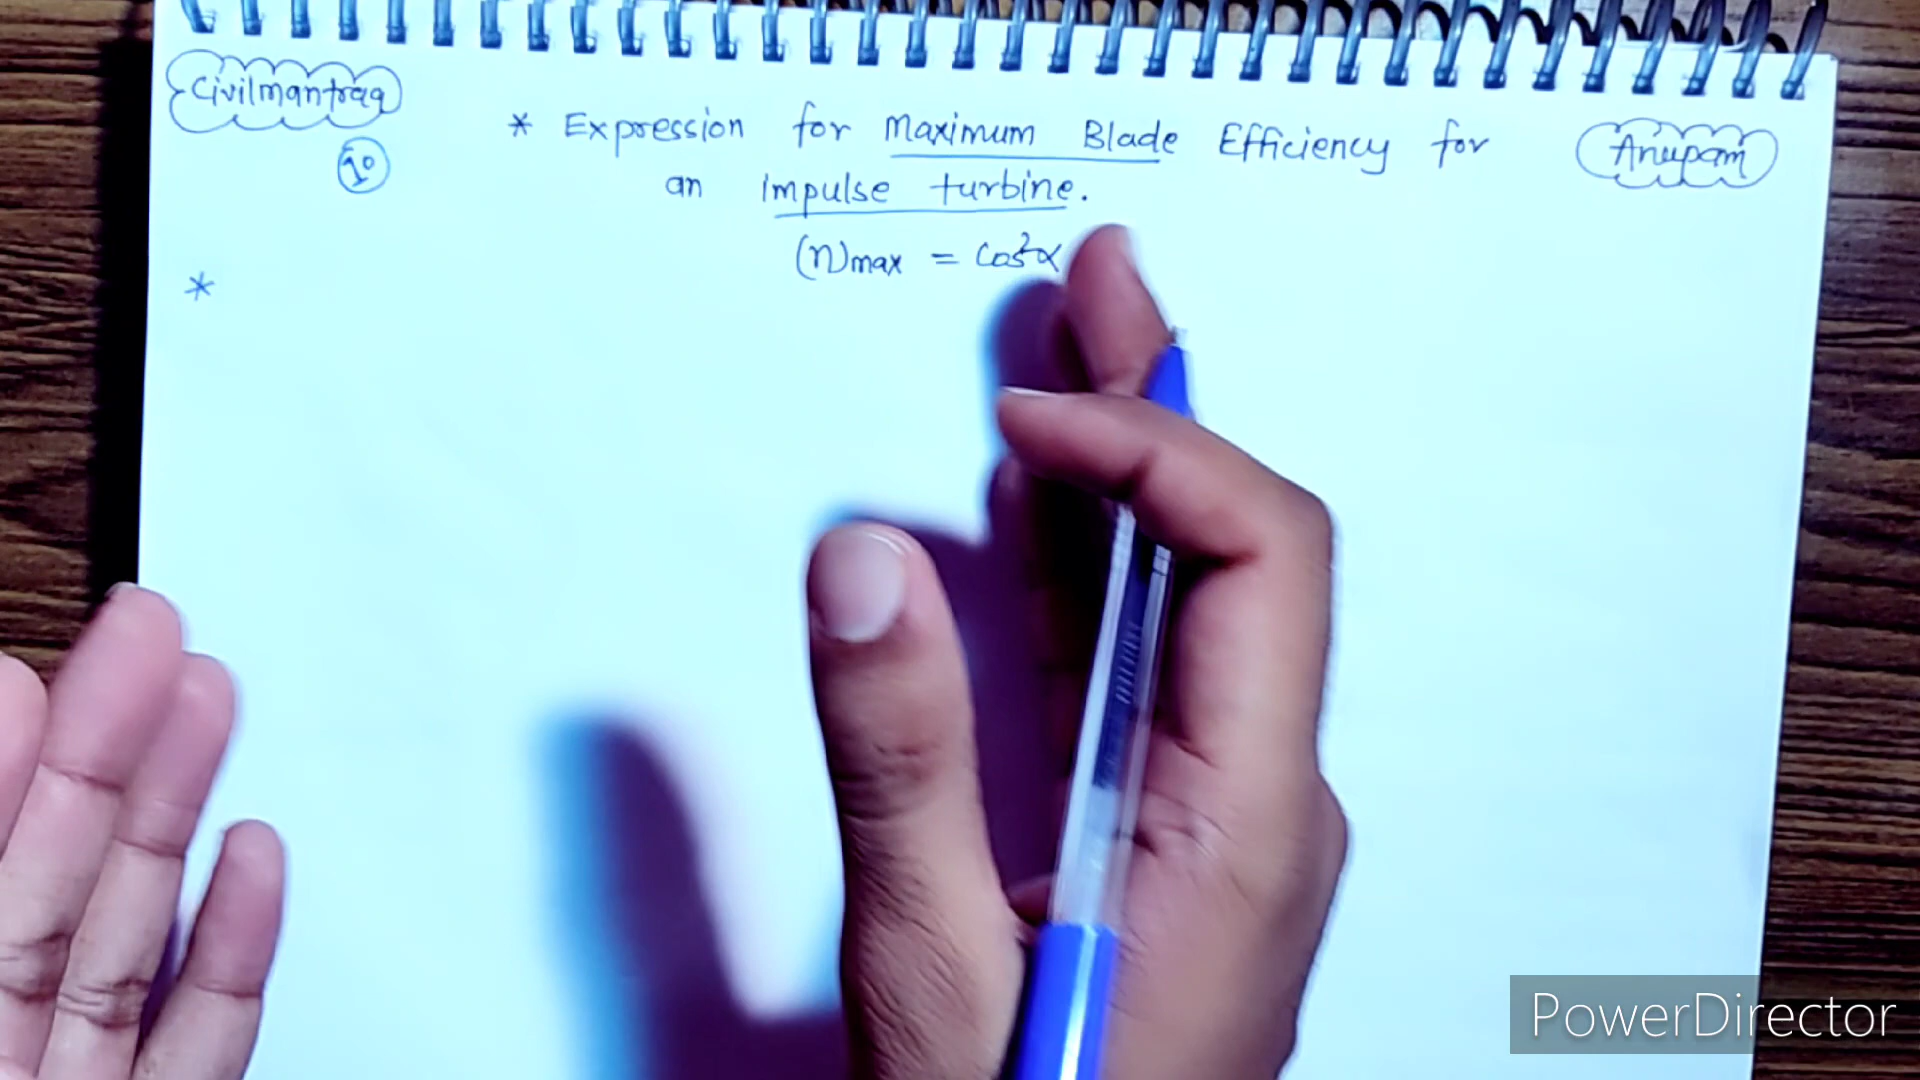 Civilmantraa
10
* Expression for Maximum Blade Efficiency for
Anupam
an impulse turbine.
(η)max = Cos²α
*
PowerDirector